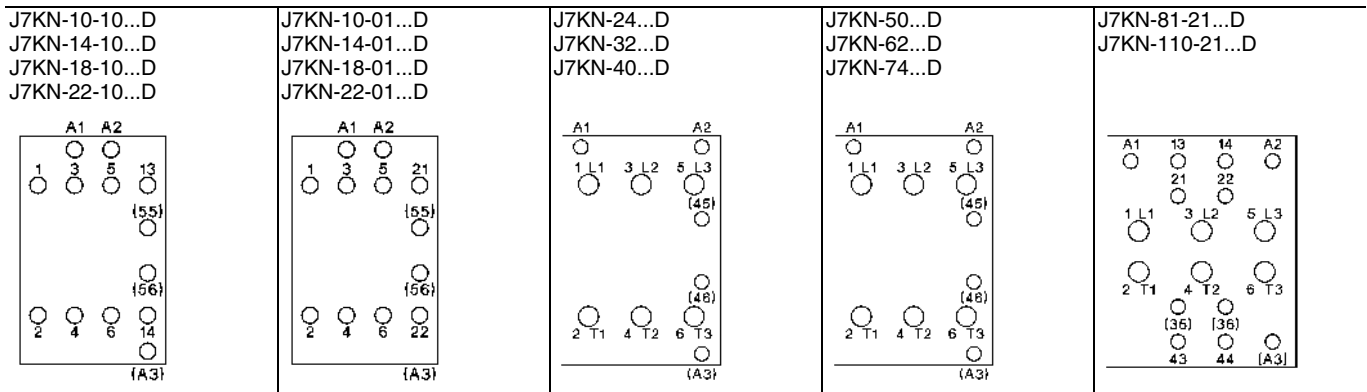 J7KN-10-10...D
J7KN-14-10...D
J7KN-18-10...D
J7KN-22-10...D
A1 A2
1 3 5 13
(55)
(56)
2 4 6 14
(A3)
J7KN-10-01...D
J7KN-14-01...D
J7KN-18-01...D
J7KN-22-01...D
A1 A2
1 3 5 21
(55)
(56)
2 4 6 22
(A3)
J7KN-24...D
J7KN-32...D
J7KN-40...D
A1 A2
1 L1 3 L2 5 L3
(45)
(46)
2 T1 4 T2 6 T3
(A3)
J7KN-50...D
J7KN-62...D
J7KN-74...D
A1 A2
1 L1 3 L2 5 L3
(45)
(46)
2 T1 4 T2 6 T3
(A3)
J7KN-81-21...D
J7KN-110-21...D
A1 13 14 A2
21 22
1 L1 3 L2 5 L3
2 T1 4 T2 6 T3
(36) (36)
43 44 (A3)